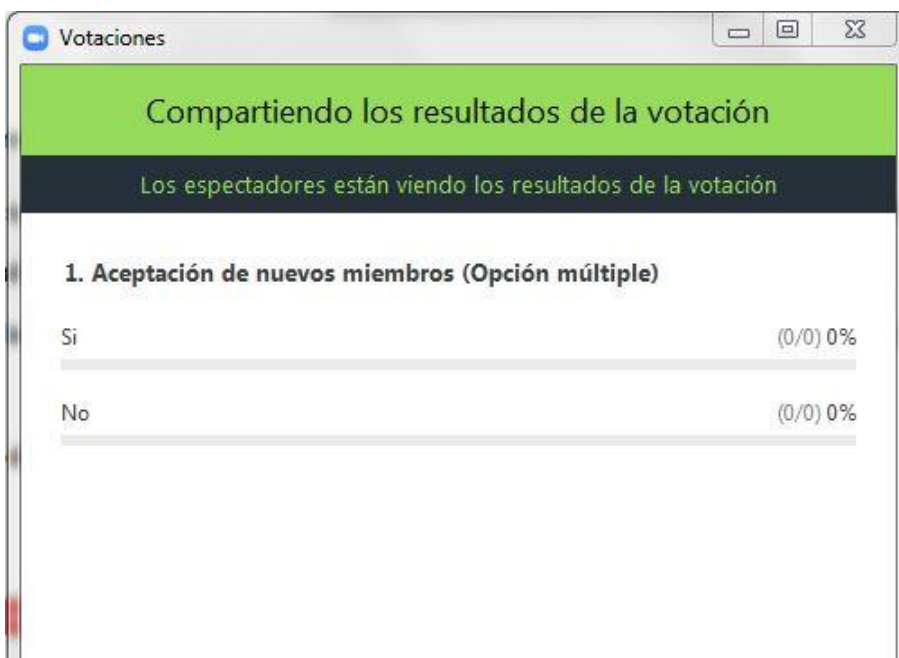 Votaciones
Compartiendo los resultados de la votación
Los espectadores están viendo los resultados de la votación
1. Aceptación de nuevos miembros (Opción múltiple)
Si (0/0) 0%
No (0/0) 0%